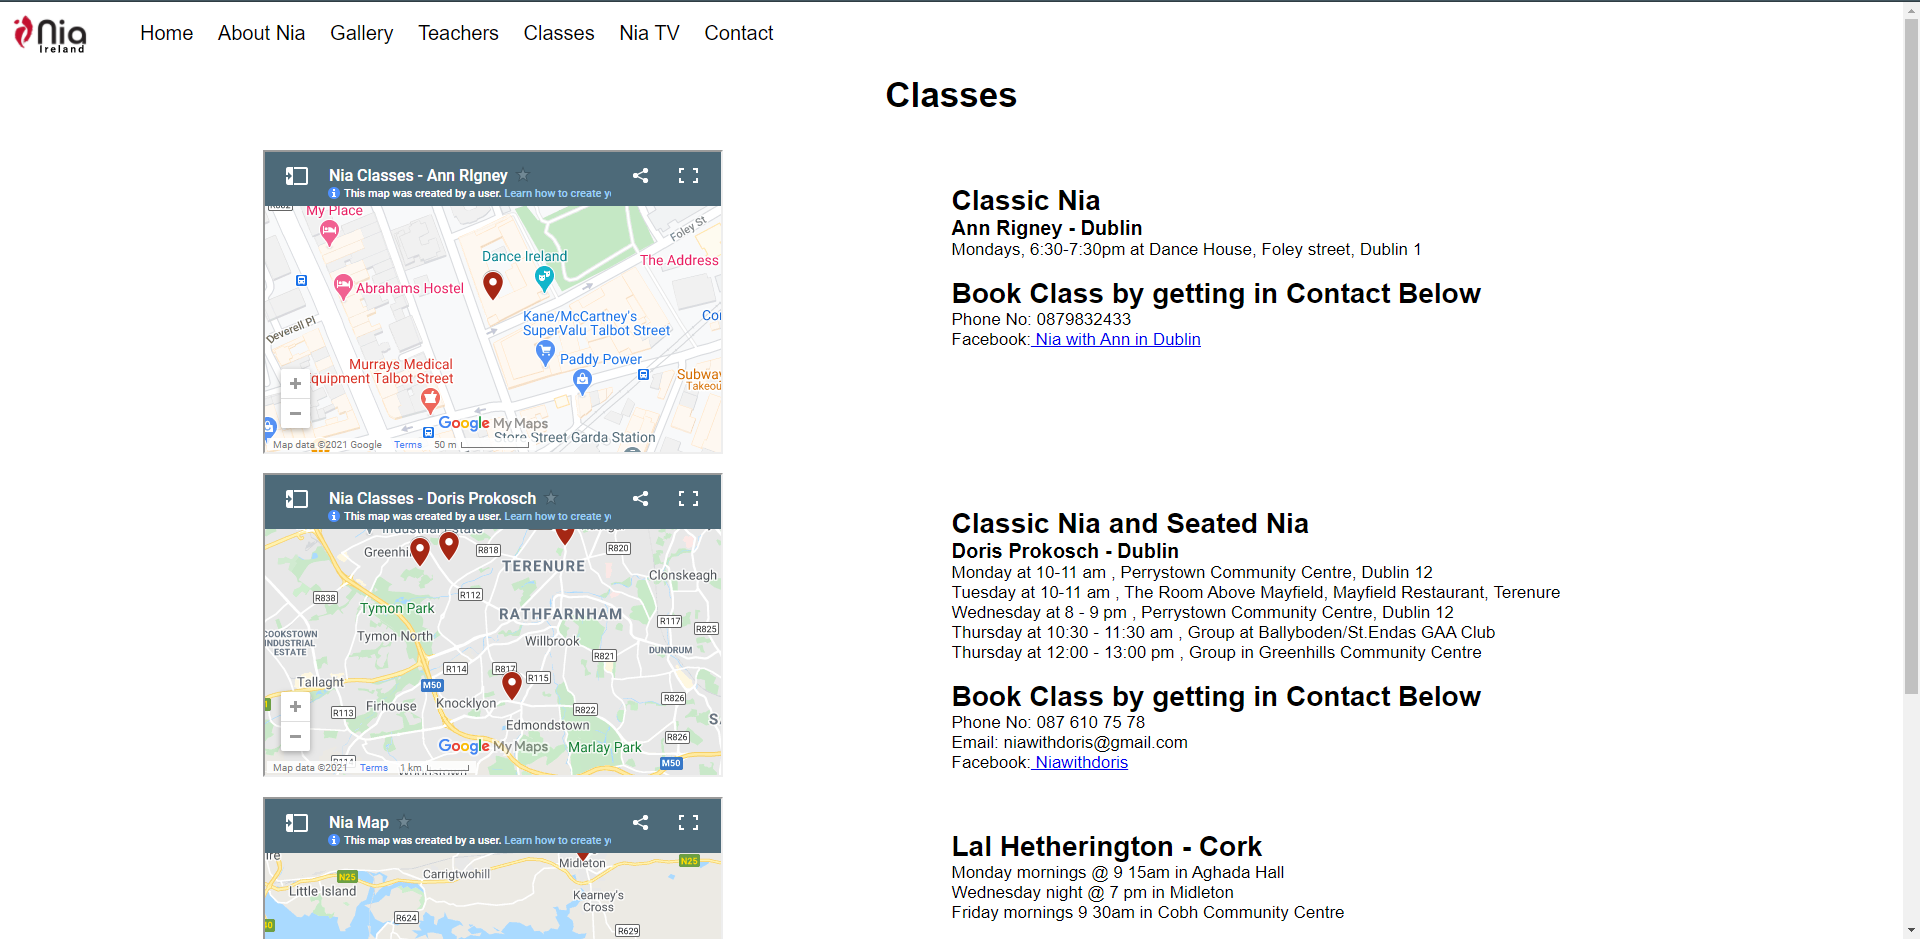 Nia
Ireland
Home
About Nia
Gallery
Teachers
Classes
Nia TV
Contact
Classes
Nia Classes - Ann RIgney
This map was created by a user. Learn how to create
My Place
Foley St
Dance Ireland
The Address
Abrahams Hostel
Kane/McCartney's
SuperValu Talbot Street
Deverell Pl
Paddy Power
Murrays Medical
quipment Talbot Street
Subway
Takeou
Google My Maps
Store Street Garda Station
Map data ©2021 Google
Terms
50 m
Classic Nia
Ann Rigney - Dublin
Mondays, 6:30-7:30pm at Dance House, Foley street, Dublin 1
Book Class by getting in Contact Below
Phone No: 0879832433
Facebook: Nia with Ann in Dublin
Nia Classes - Doris Prokosch
This map was created by a user. Learn how to create
Greenhil
R818
R820
TERENURE
Clonskeagh
R838
R112
Tymon Park
RATHFARNHAM
R117
R825
Tymon North
Willbrook
COOKSTOWN
INDUSTRIAL
ESTATE
R821
DUNDRUM
R114
R817
R115
Tallaght
M50
R826
Firhouse
Knocklyon
R113
R822
Edmondstown
R826
Google My Maps
Marlay Park
M50
Map data ©2021
Terms
1 km
Classic Nia and Seated Nia
Doris Prokosch - Dublin
Monday at 10-11 am , Perrystown Community Centre, Dublin 12
Tuesday at 10-11 am , The Room Above Mayfield, Mayfield Restaurant, Terenure
Wednesday at 8 - 9 pm , Perrystown Community Centre, Dublin 12
Thursday at 10:30 - 11:30 am , Group at Ballyboden/St.Endas GAA Club
Thursday at 12:00 - 13:00 pm , Group in Greenhills Community Centre
Book Class by getting in Contact Below
Phone No: 087 610 75 78
Email: niawithdoris@gmail.com
Facebook: Niawithdoris
Nia Map
This map was created by a user. Learn how to create
Midleton
N25
Carrigtwohill
N25
Little Island
Kearney's
Cross
R624
R629
Lal Hetherington - Cork
Monday mornings @ 9 15am in Aghada Hall
Wednesday night @ 7 pm in Midleton
Friday mornings 9 30am in Cobh Community Centre